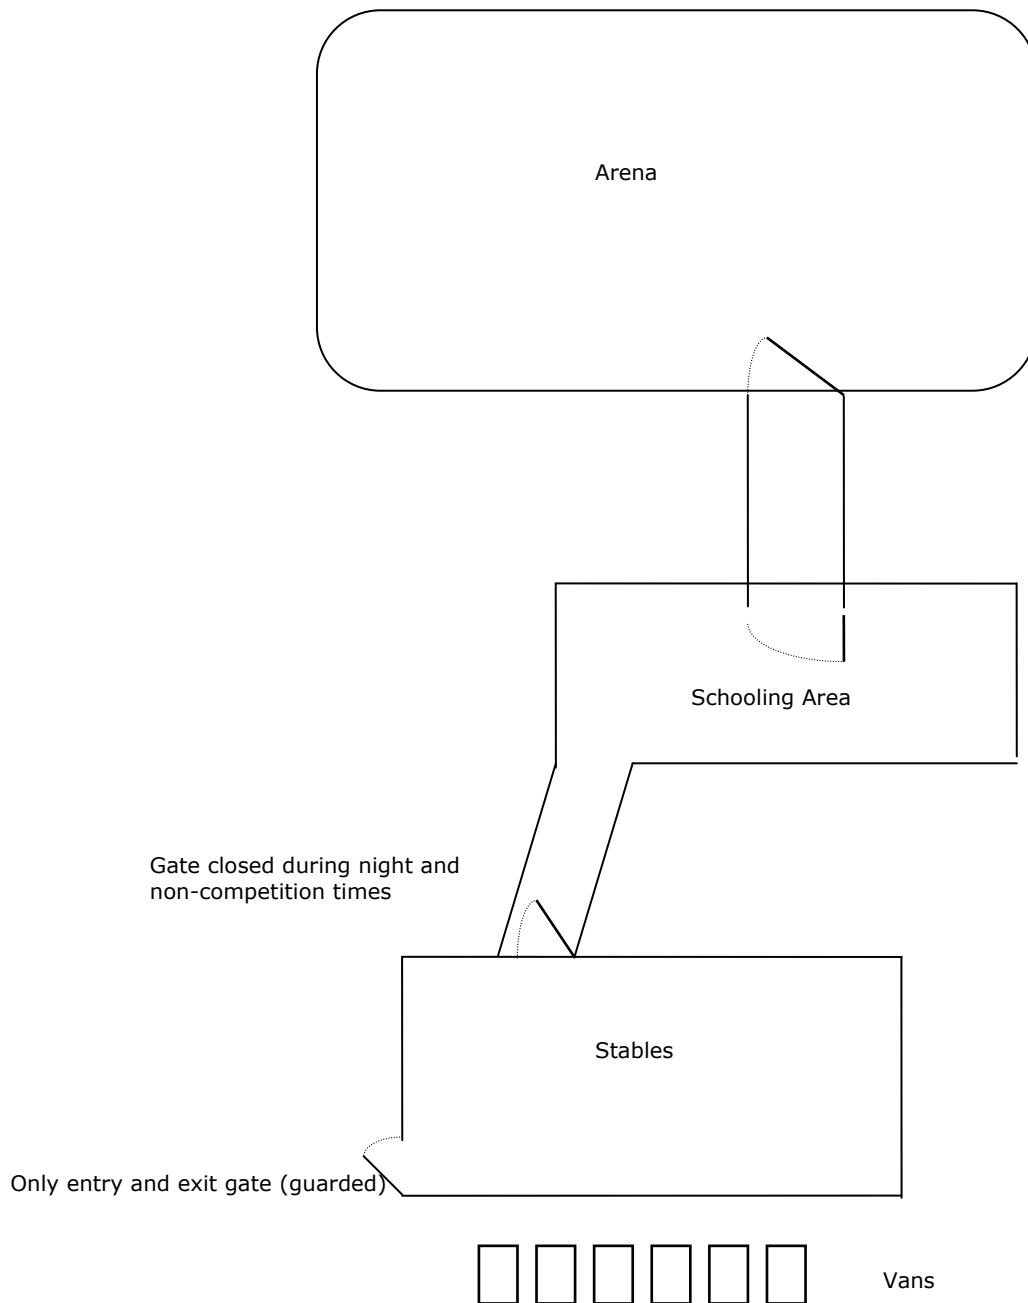 Arena
Schooling Area
Gate closed during night and
non-competition times
Stables
Only entry and exit gate (guarded)
Vans